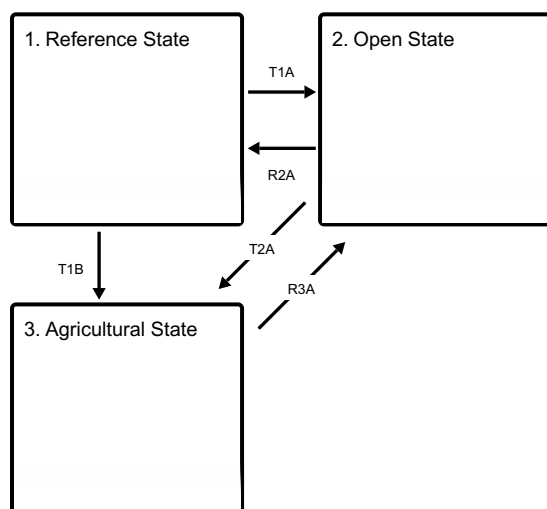 1. Reference State
2. Open State
T1A
R2A
T2A
T1B
R3A
3. Agricultural State